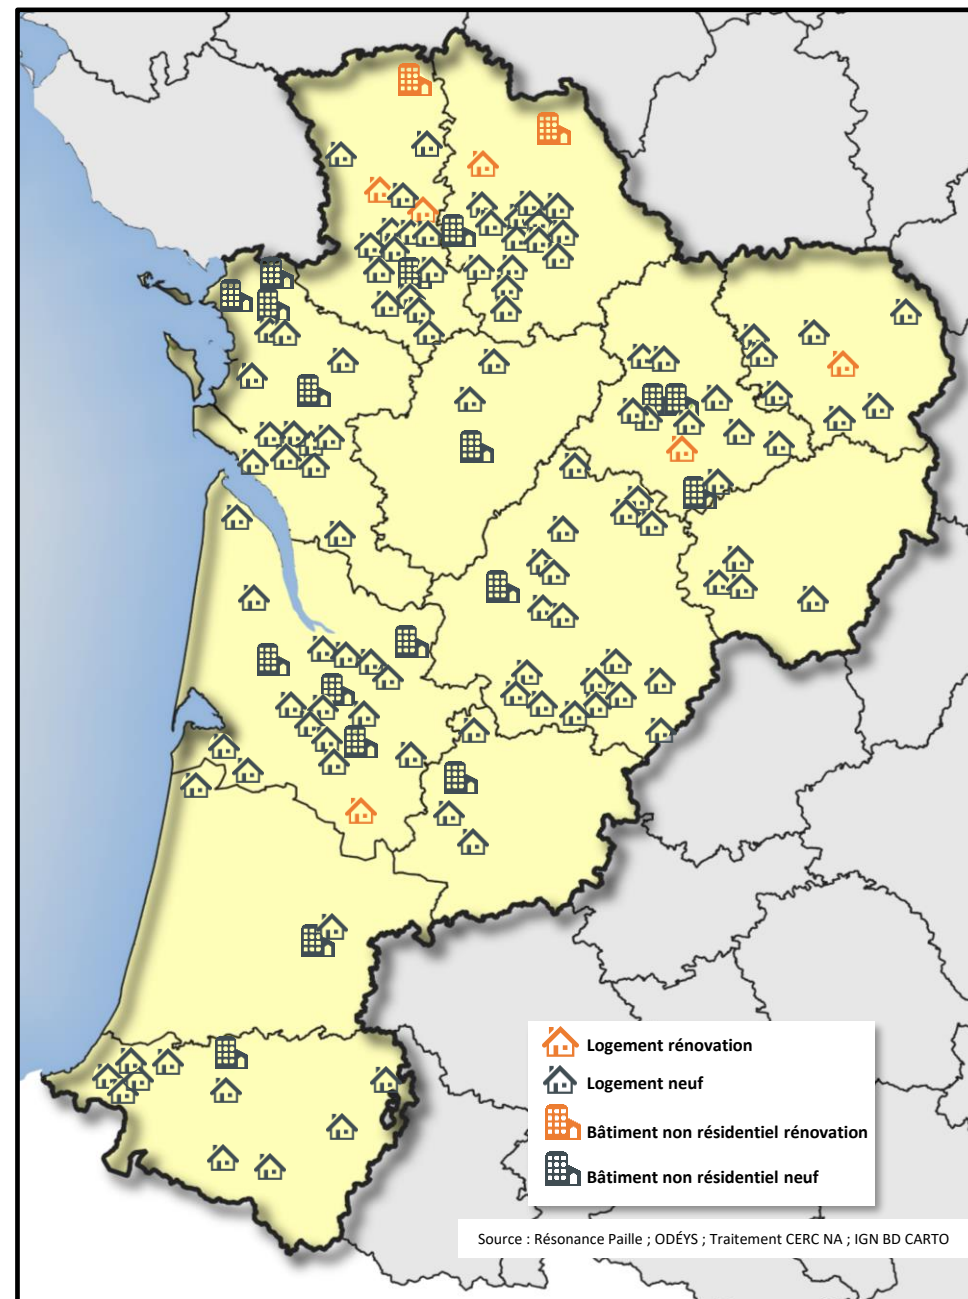 Logement rénovation
Logement neuf
Bâtiment non résidentiel rénovation
Bâtiment non résidentiel neuf
Source : Résonance Paille ; ODÉYS ; Traitement CERC NA ; IGN BD CARTO